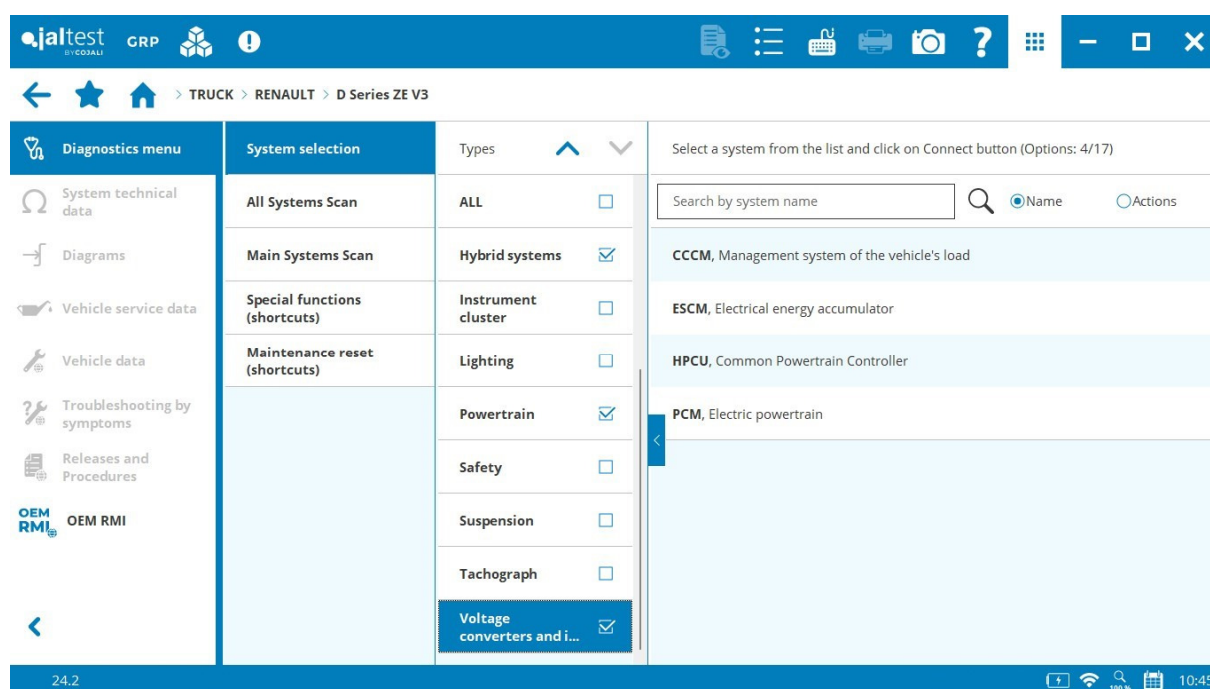 jaltest GRP
BY COJALI
> TRUCK > RENAULT > D Series ZE V3
Diagnostics menu
System technical
data
Diagrams
Vehicle service data
Vehicle data
Troubleshooting by
symptoms
Releases and
Procedures
OEM
RMI
OEM RMI
System selection
All Systems Scan
Main Systems Scan
Special functions
(shortcuts)
Maintenance reset
(shortcuts)
Types
ALL
Hybrid systems
Instrument
cluster
Lighting
Powertrain
Safety
Suspension
Tachograph
Voltage
converters and i...
Select a system from the list and click on Connect button (Options: 4/17)
Search by system name
Name
Actions
CCCM, Management system of the vehicle's load
ESCM, Electrical energy accumulator
HPCU, Common Powertrain Controller
PCM, Electric powertrain
24.2
100 %
10:45